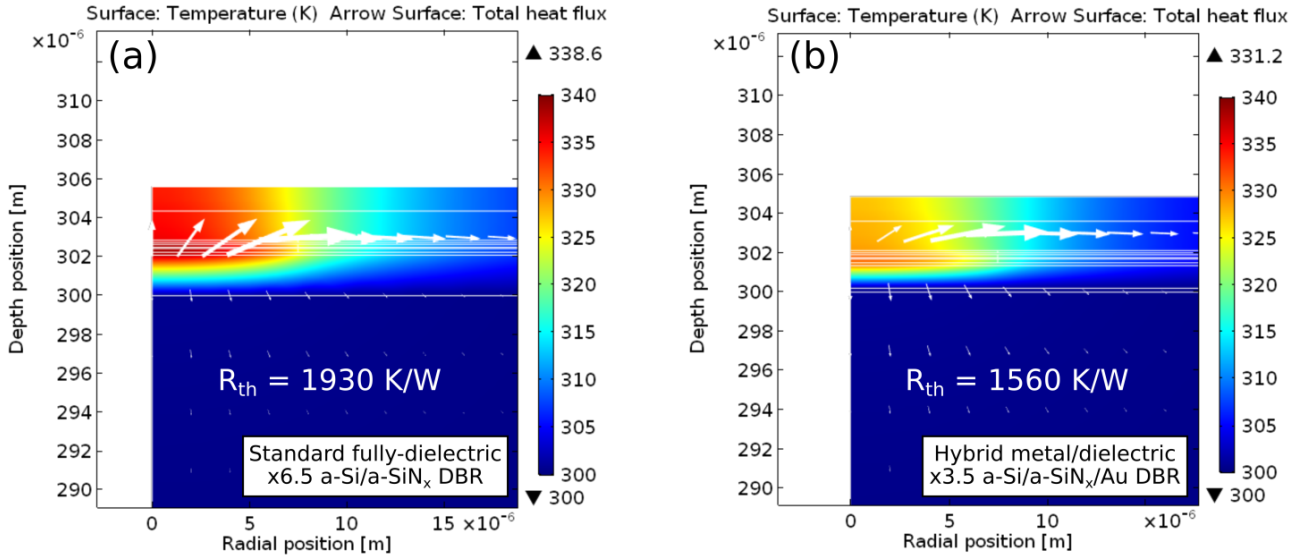 Surface: Temperature (K) Arrow Surface: Total heat flux
×10⁻⁶
(a)
▲ 338.6
310
308
306
304
302
300
298
296
294
292
290
Depth position [m]
340
335
330
325
320
315
310
305
300
▼ 300
R_th = 1930 K/W
Standard fully-dielectric
x6.5 a-Si/a-SiN_x DBR
0 5 10 15 ×10⁻⁶
Radial position [m]
Surface: Temperature (K) Arrow Surface: Total heat flux
×10⁻⁶
(b)
▲ 331.2
310
308
306
304
302
300
298
296
294
292
290
Depth position [m]
340
335
330
325
320
315
310
305
300
▼ 300
R_th = 1560 K/W
Hybrid metal/dielectric
x3.5 a-Si/a-SiN_x/Au DBR
0 5 10 ×10⁻⁶
Radial position [m]